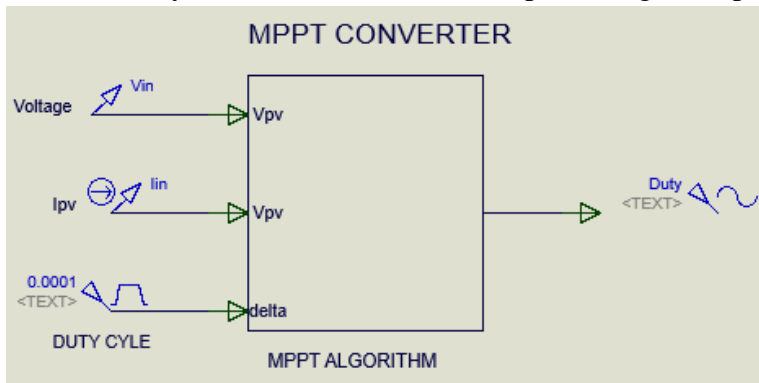 MPPT CONVERTER
Vin
Voltage
Vpv
Iin
Ipv
Vpv
Duty
<TEXT>
0.0001
<TEXT>
delta
DUTY CYLE
MPPT ALGORITHM